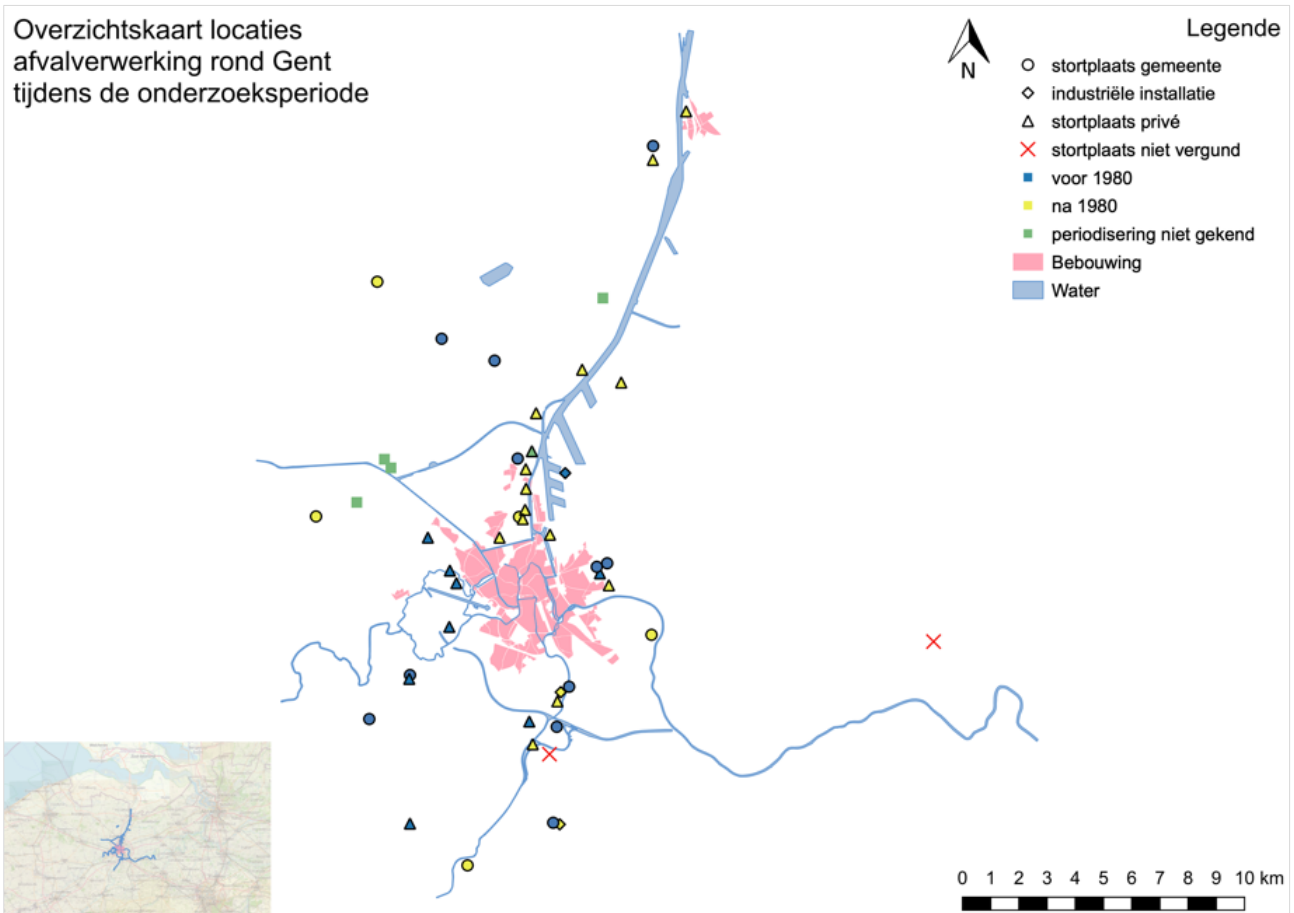 Overzichtskaart locaties
afvalverwerking rond Gent
tijdens de onderzoeksperiode
N
Legende
stortplaats gemeente
industriële installatie
stortplaats privé
stortplaats niet vergund
voor 1980
na 1980
periodisering niet gekend
Bebouwing
Water
0 1 2 3 4 5 6 7 8 9 10 km